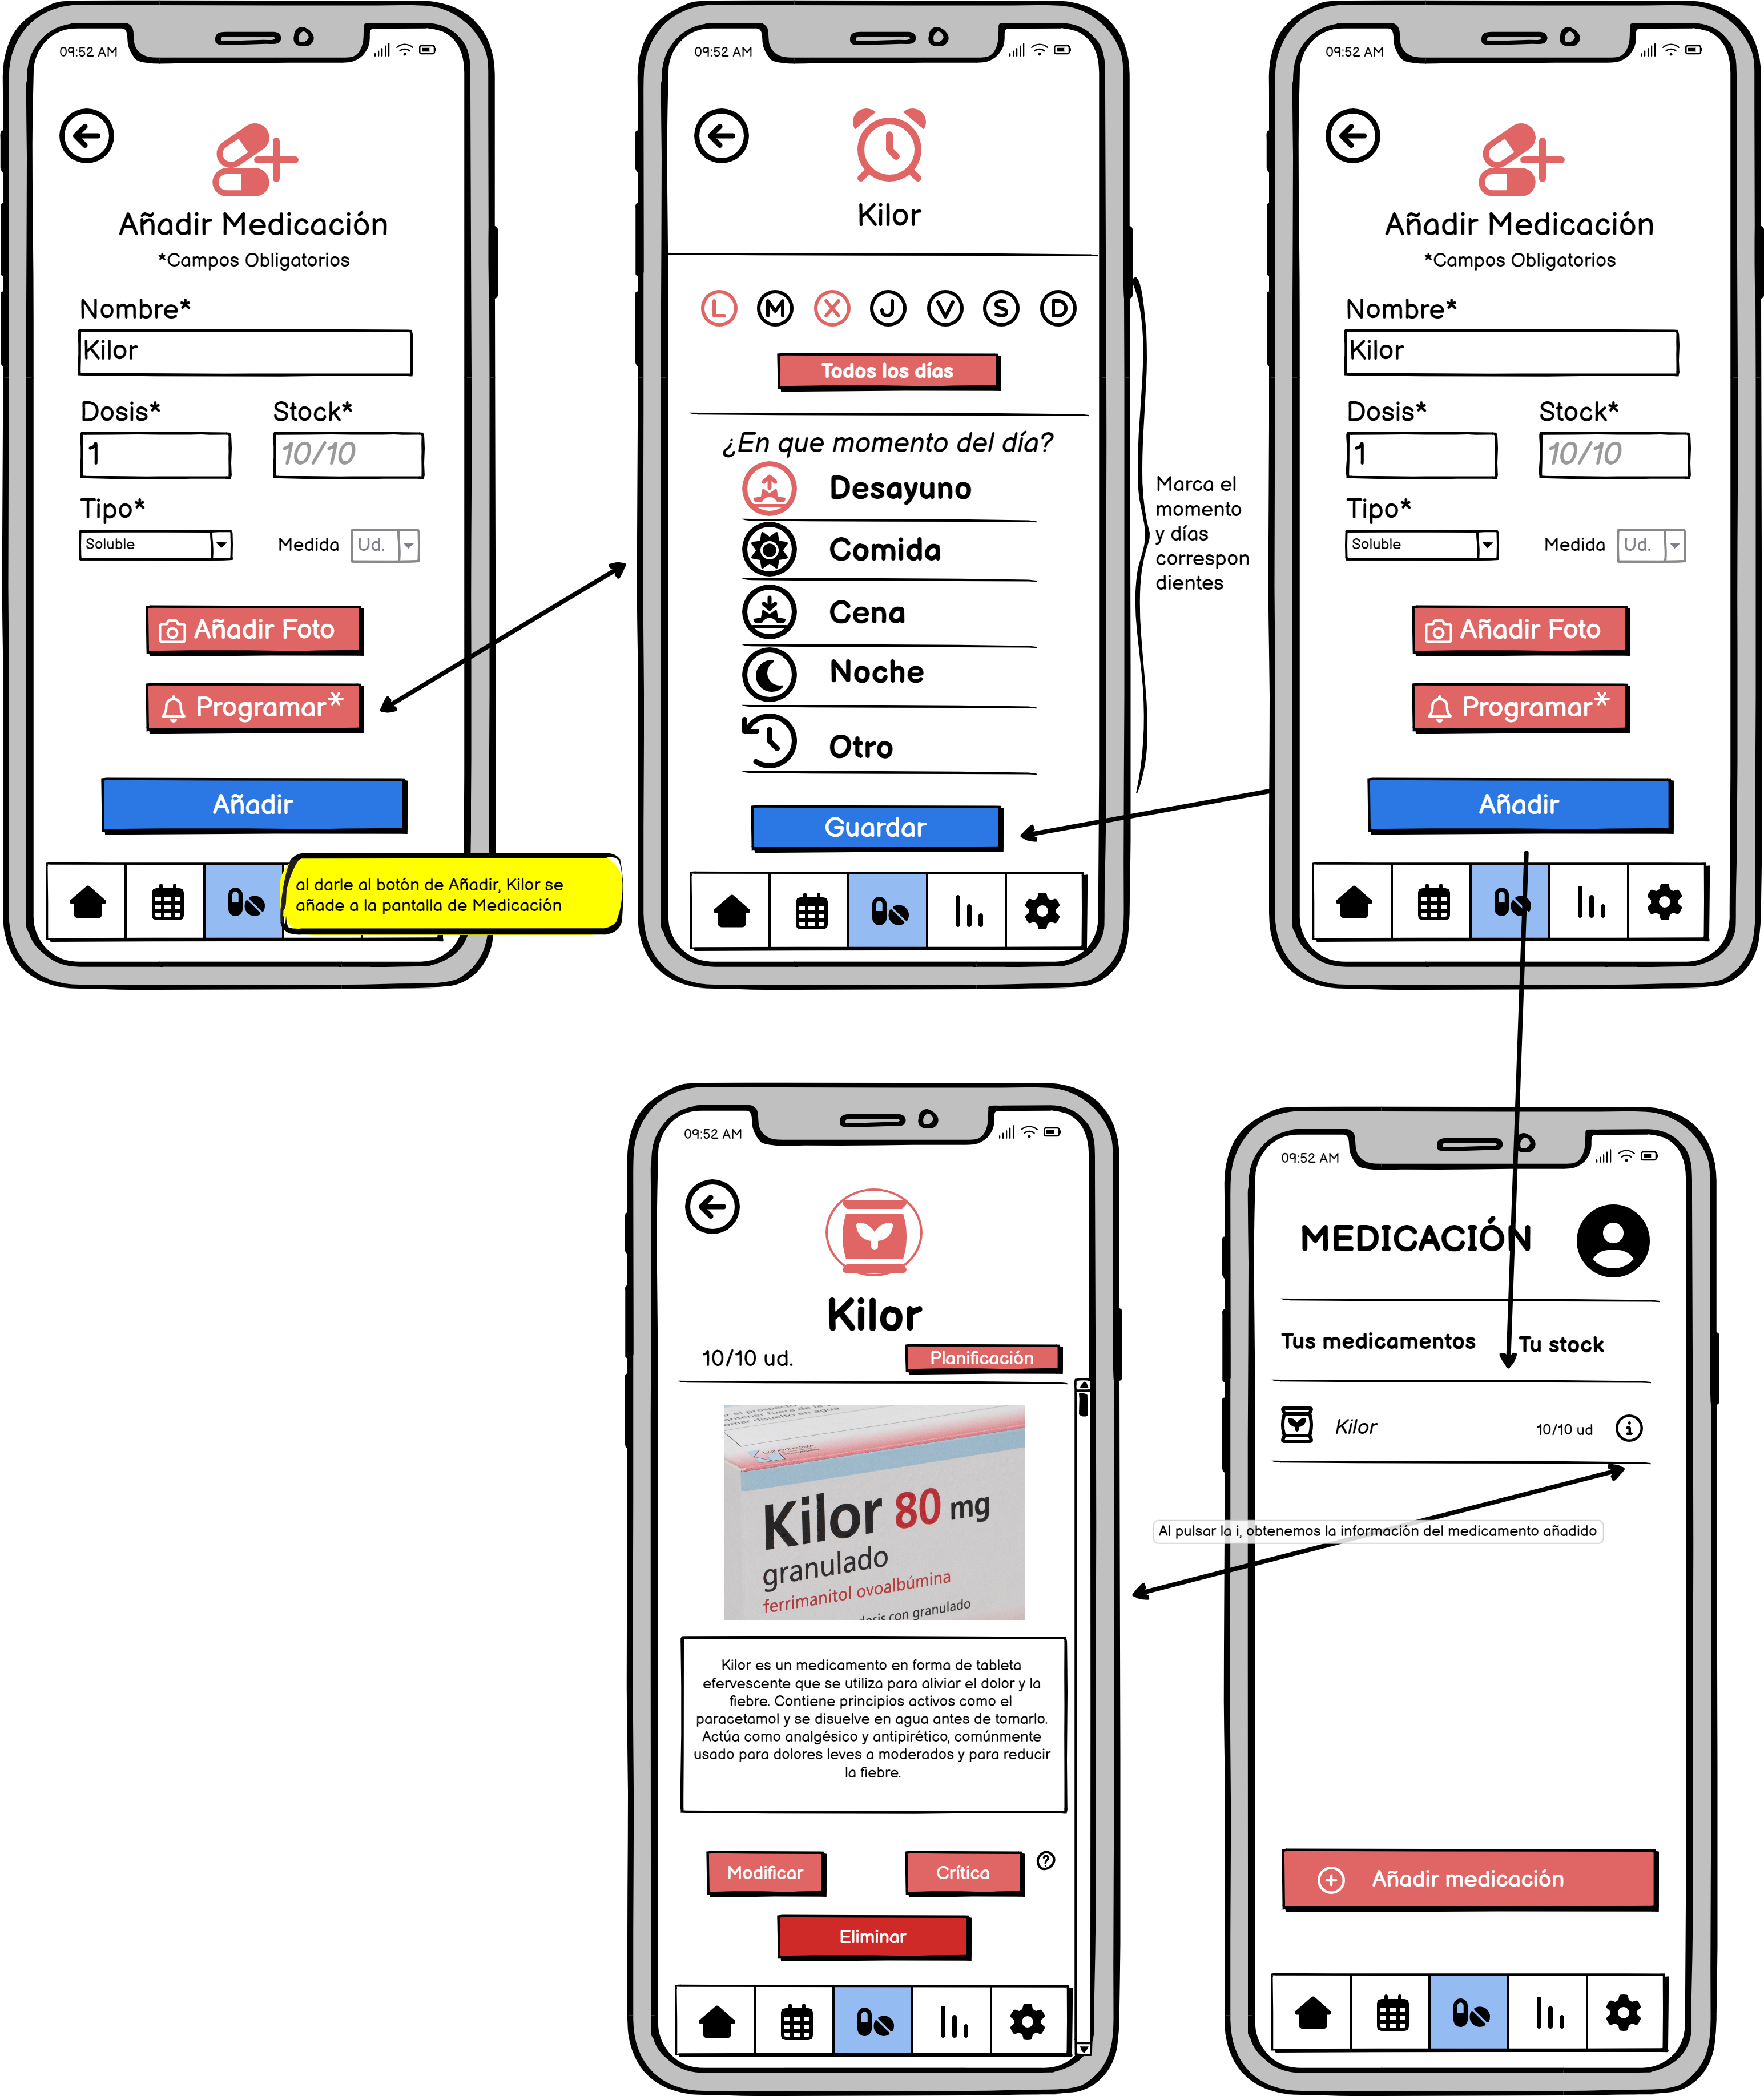 09:52 AM
Añadir Medicación
*Campos Obligatorios
Nombre*
Kilor
Dosis*
Stock*
1
10/10
Tipo*
Soluble
Medida
Ud.
Añadir Foto
Programar*
Añadir
al darle al botón de Añadir, Kilor se
añade a la pantalla de Medicación
09:52 AM
Kilor
L M X J V S D
Todos los días
¿En que momento del día?
Desayuno
Comida
Cena
Noche
Otro
Guardar
Marca el
momento
y días
correspon
dientes
09:52 AM
Añadir Medicación
*Campos Obligatorios
Nombre*
Kilor
Dosis*
Stock*
1
10/10
Tipo*
Soluble
Medida
Ud.
Añadir Foto
Programar*
Añadir
09:52 AM
Kilor
10/10 ud.
Planificación
Kilor 80 mg
granulado
ferrimanitol ovoalbúmina
con granulado
Kilor es un medicamento en forma de tableta
efervescente que se utiliza para aliviar el dolor y la
fiebre. Contiene principios activos como el
paracetamol y se disuelve en agua antes de tomarlo.
Actúa como analgésico y antipirético, comúnmente
usado para dolores leves a moderados y para reducir
la fiebre.
Modificar
Crítica
?
Eliminar
09:52 AM
MEDICACIÓN
Tus medicamentos
Tu stock
Kilor
10/10 ud
i
Al pulsar la i, obtenemos la información del medicamento añadido
Añadir medicación